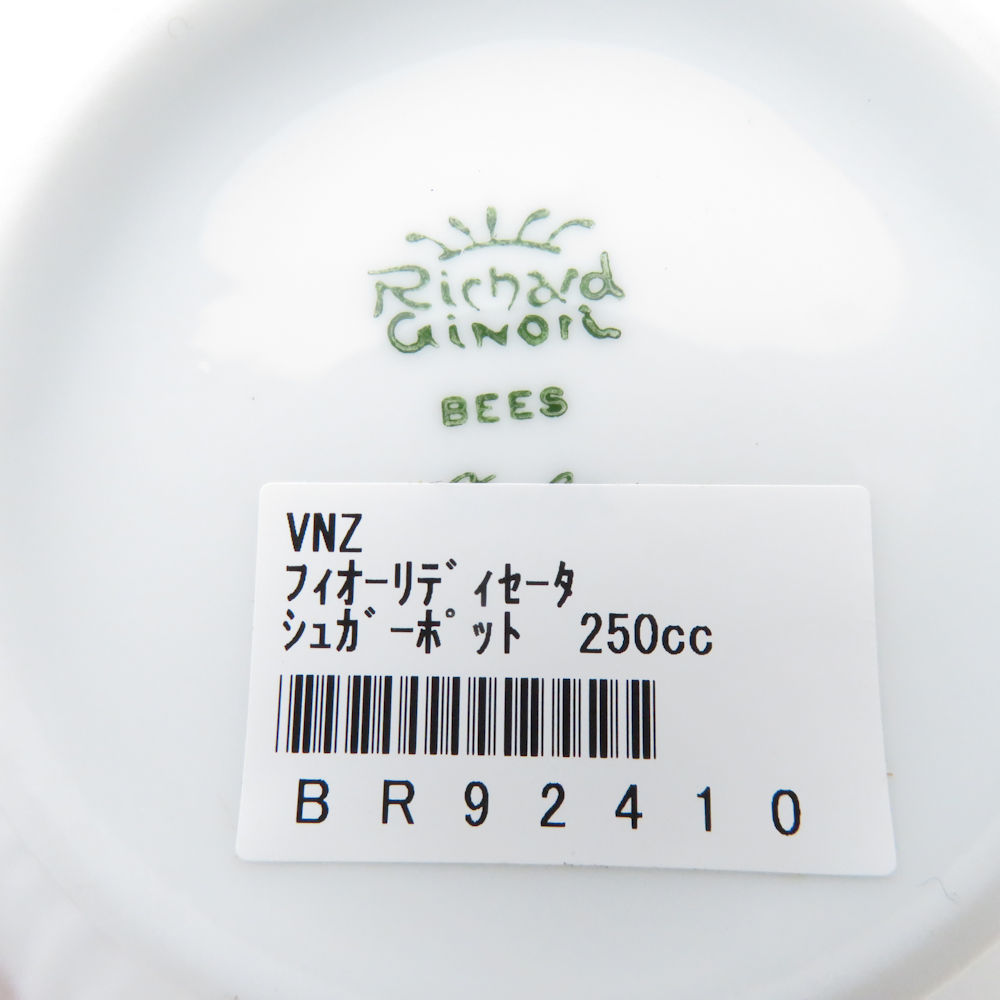 Richard
GINORI
BEES
VNZ
フィオーリディセータ
シュガーポット 250cc
BR92410